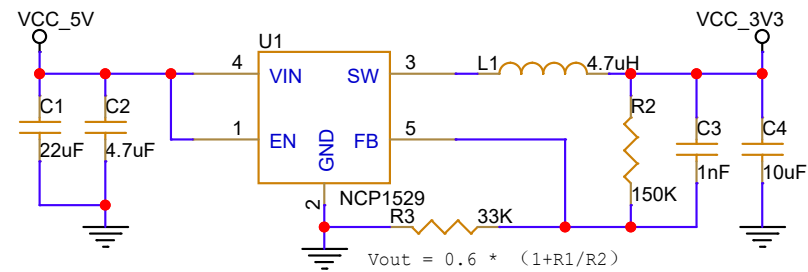 VCC_5V
VCC_3V3
U1
4
VIN
SW
3
L1
4.7uH
C1
C2
R2
C3
C4
1
EN
GND
FB
5
22uF
4.7uF
1nF
10uF
150K
2
NCP1529
R3
33K
Vout = 0.6 * （1+R1/R2)